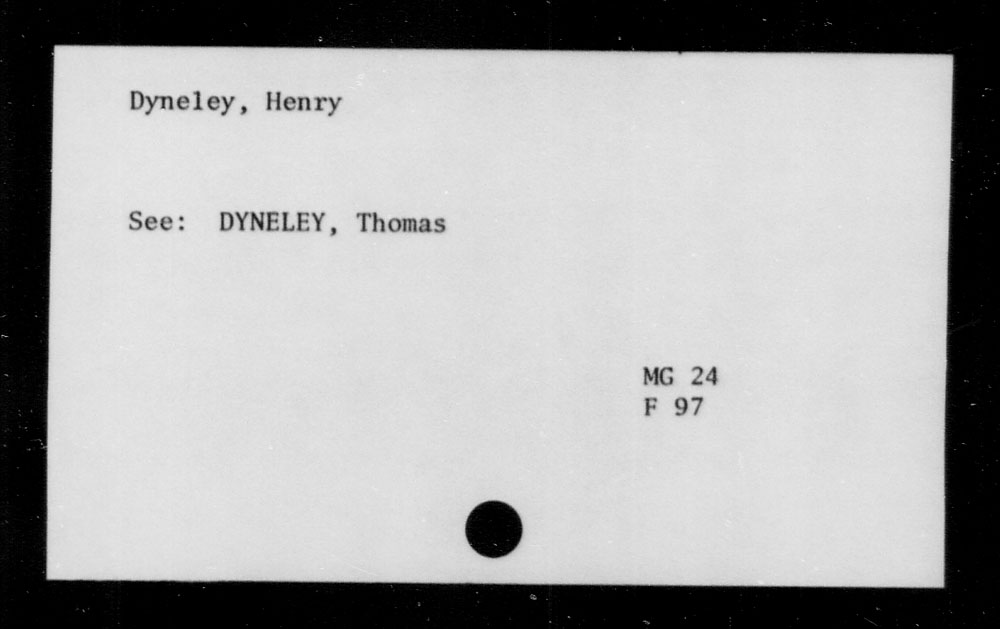 Dyneley, Henry
See: DYNELEY, Thomas
MG 24
F 97